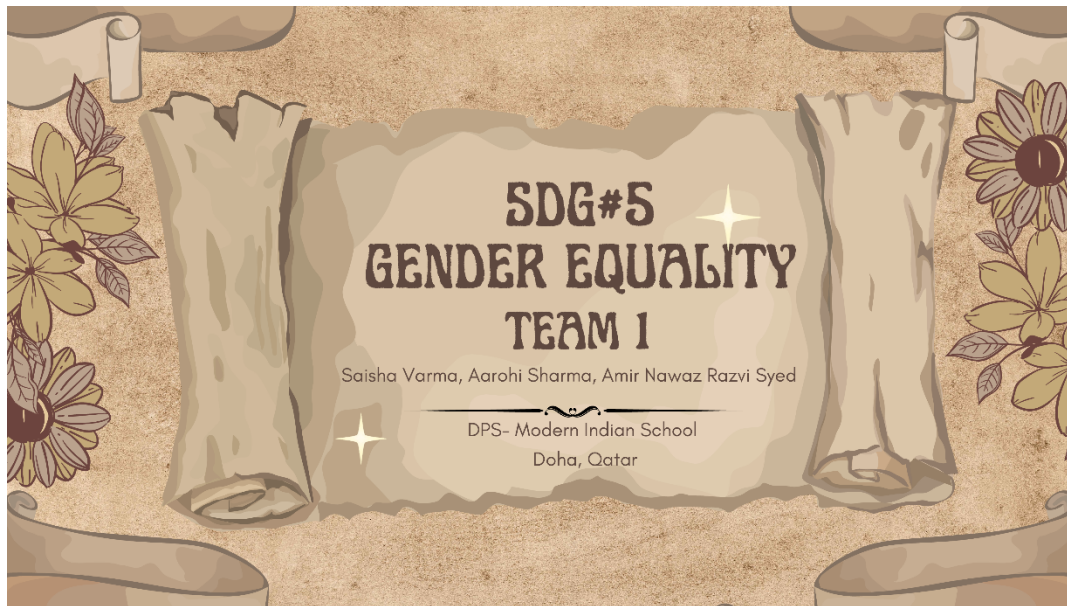 SDG#5
GENDER EQUALITY
TEAM 1
Saisha Varma, Aarohi Sharma, Amir Nawaz Razvi Syed
DPS- Modern Indian School
Doha, Qatar